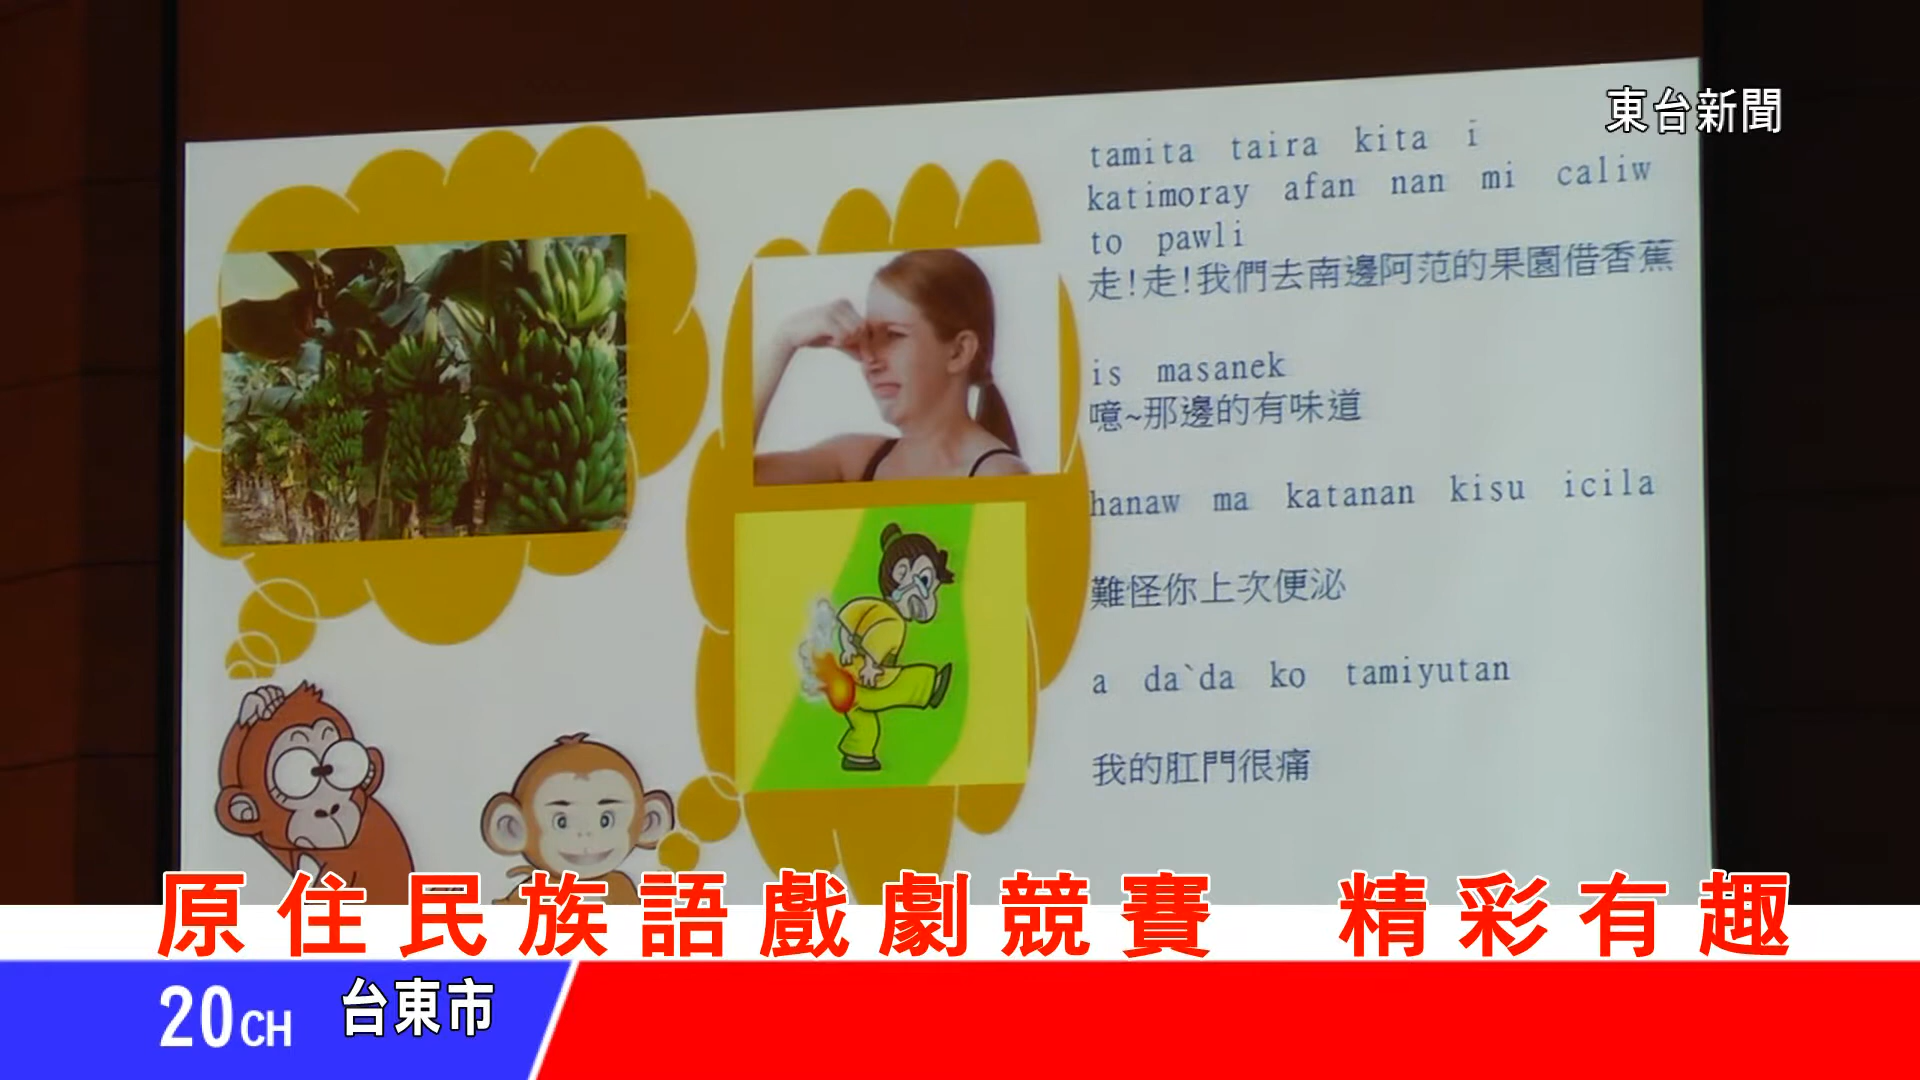 東台新聞
tamita taira kita i
katimoray afan nan mi caliw
to pawli
走!走!我們去南邊阿范的果園借香蕉
is masanek
噫~那邊的有味道
hanaw ma katanan kisu icila
難怪你上次便泌
a da`da ko tamiyutan
我的肛門很痛
原住民族語戲劇競賽 精彩有趣
20CH 台東市